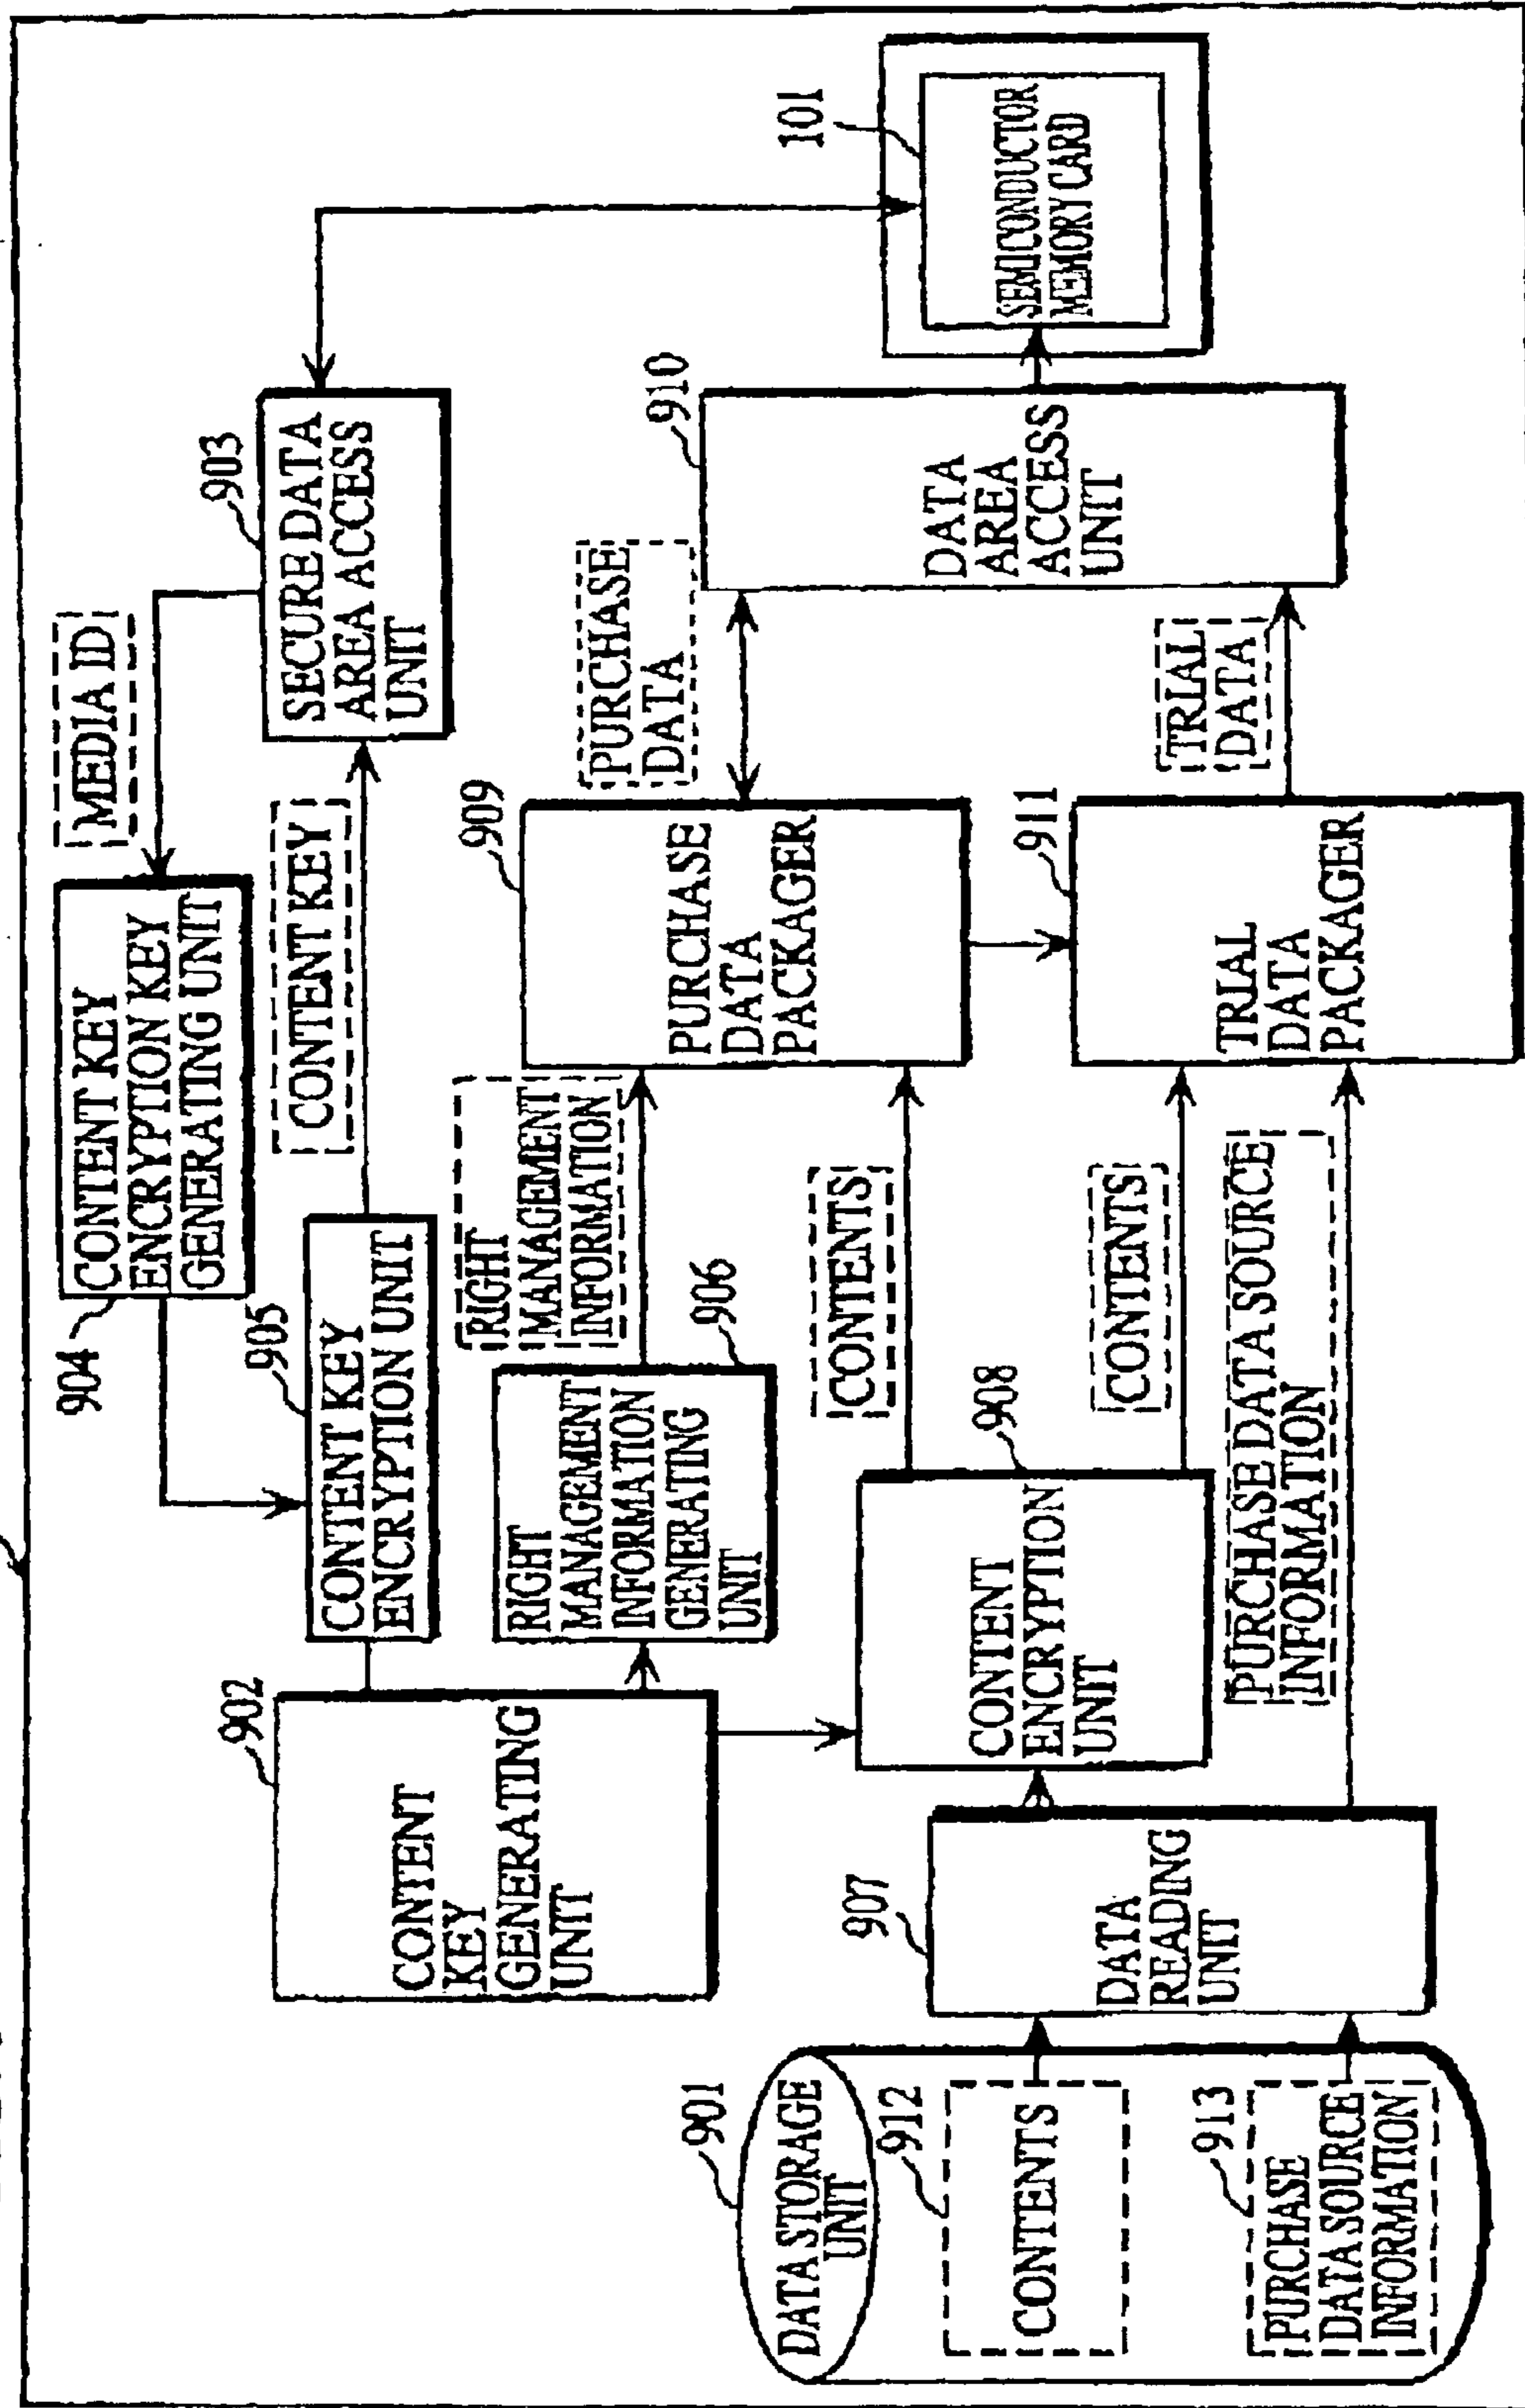 904
CONTENT KEY
ENCRYPTION KEY
GENERATING UNIT
MEDIA ID
903
SECURE DATA
AREA ACCESS
UNIT
905
CONTENT KEY
ENCRYPTION UNIT
CONTENT KEY
902
CONTENT
KEY
GENERATING
UNIT
RIGHT
MANAGEMENT
INFORMATION
GENERATING
UNIT
906
RIGHT
MANAGEMENT
INFORMATION
909
PURCHASE
DATA
PACKAGER
PURCHASE
DATA
910
DATA
AREA
ACCESS
UNIT
101
SEMICONDUCTOR
MEMORY CARD
901
DATA STORAGE
UNIT
912
CONTENTS
913
PURCHASE
DATA SOURCE
INFORMATION
907
DATA
READING
UNIT
908
CONTENT
ENCRYPTION
UNIT
CONTENTS
CONTENTS
PURCHASE DATA SOURCE
INFORMATION
911
TRIAL
DATA
PACKAGER
TRIAL
DATA